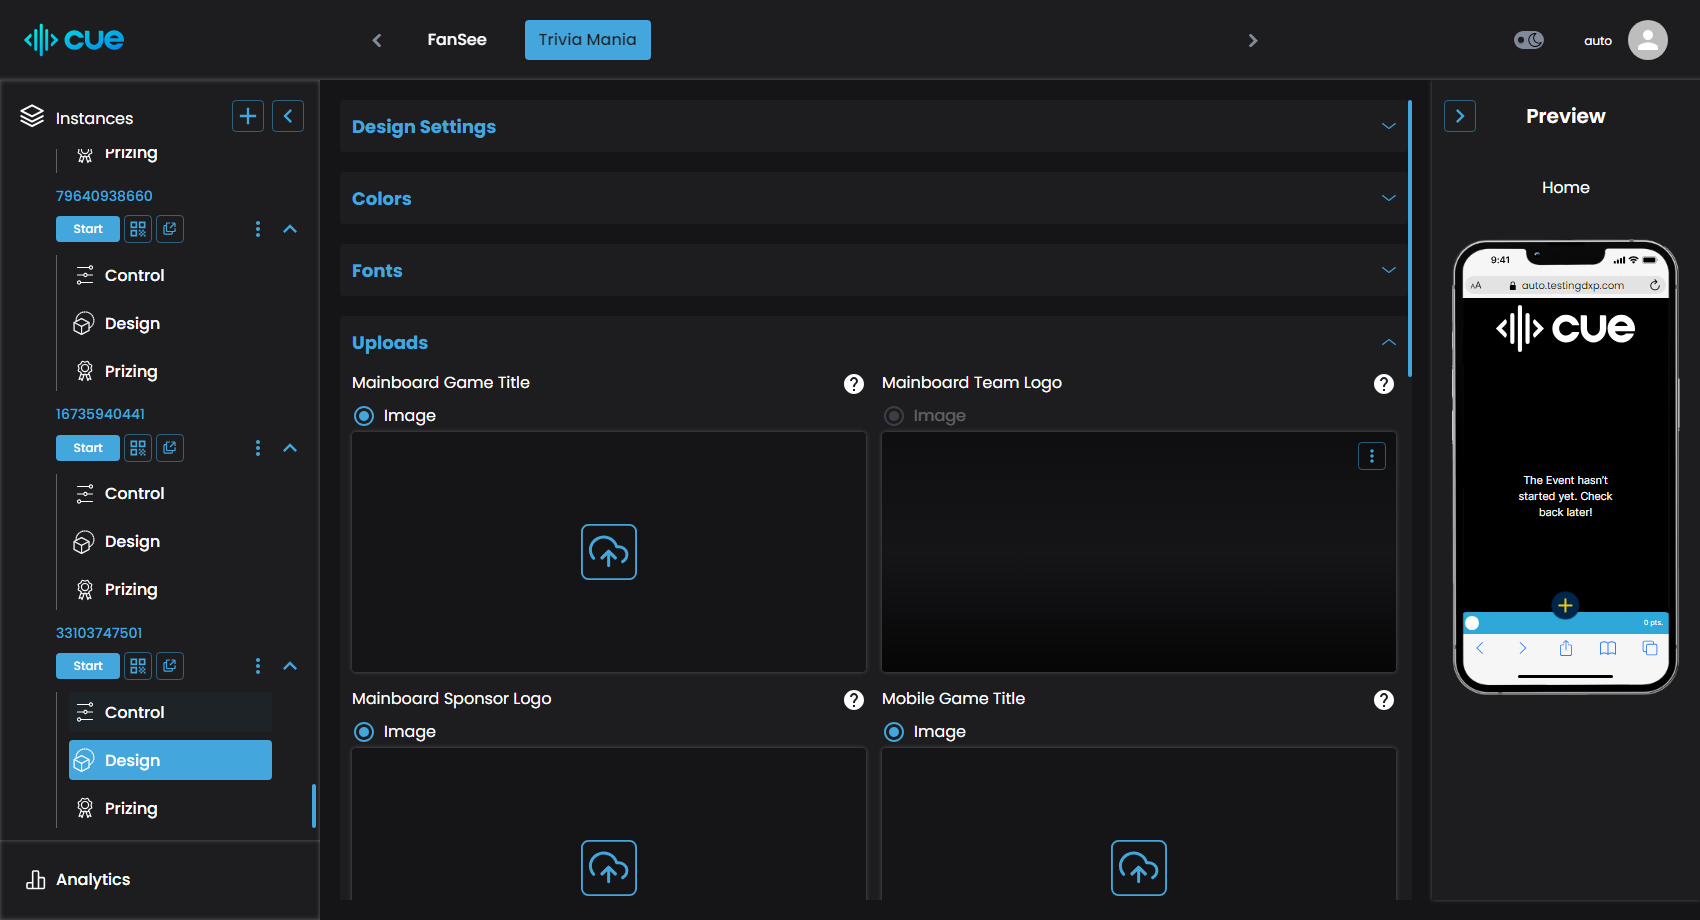 cue
FanSee
Trivia Mania
auto
Instances
Prizing
79640938660
Start
Control
Design
Prizing
16735940441
Start
Control
Design
Prizing
33103747501
Start
Control
Design
Prizing
Analytics
Design Settings
Colors
Fonts
Uploads
Mainboard Game Title
?
Image
Mainboard Team Logo
?
Image
Mainboard Sponsor Logo
?
Image
Mobile Game Title
?
Image
Preview
Home
9:41
AA
auto.testingdxp.com
cue
The Event hasn't
started yet. Check
back later!
0 pts.